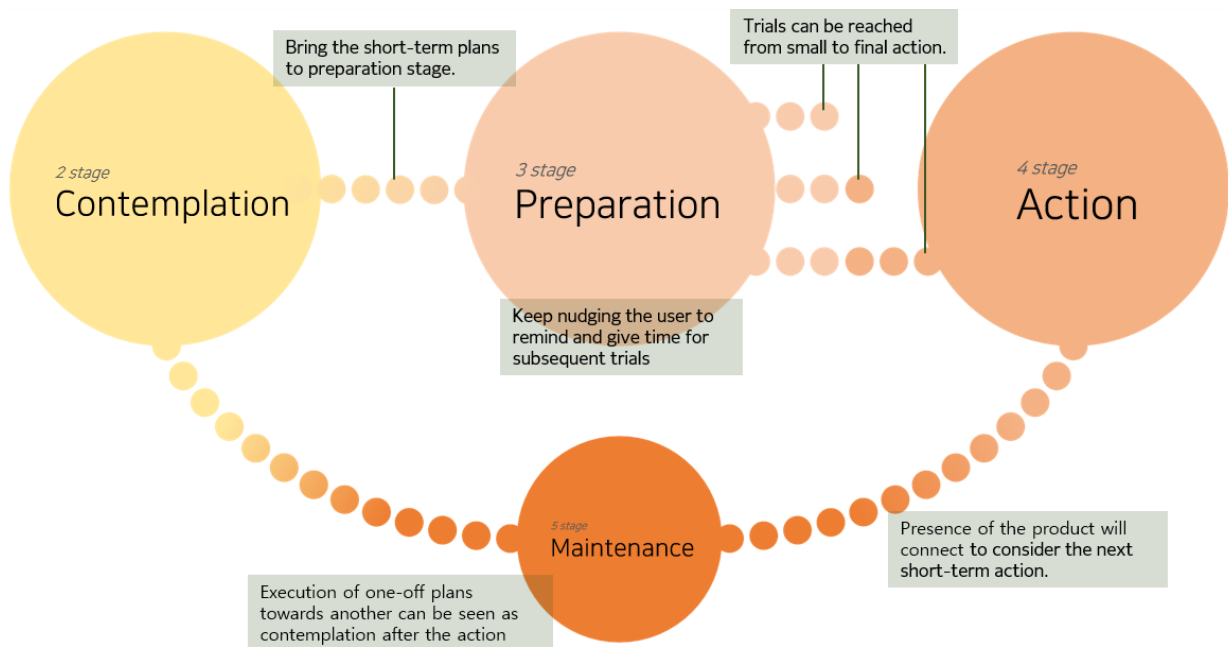 Bring the short-term plans
to preparation stage.
Trials can be reached
from small to final action.
2 stage
Contemplation
3 stage
Preparation
4 stage
Action
Keep nudging the user to
remind and give time for
subsequent trials
5 stage
Maintenance
Presence of the product will
connect to consider the next
short-term action.
Execution of one-off plans
towards another can be seen as
contemplation after the action